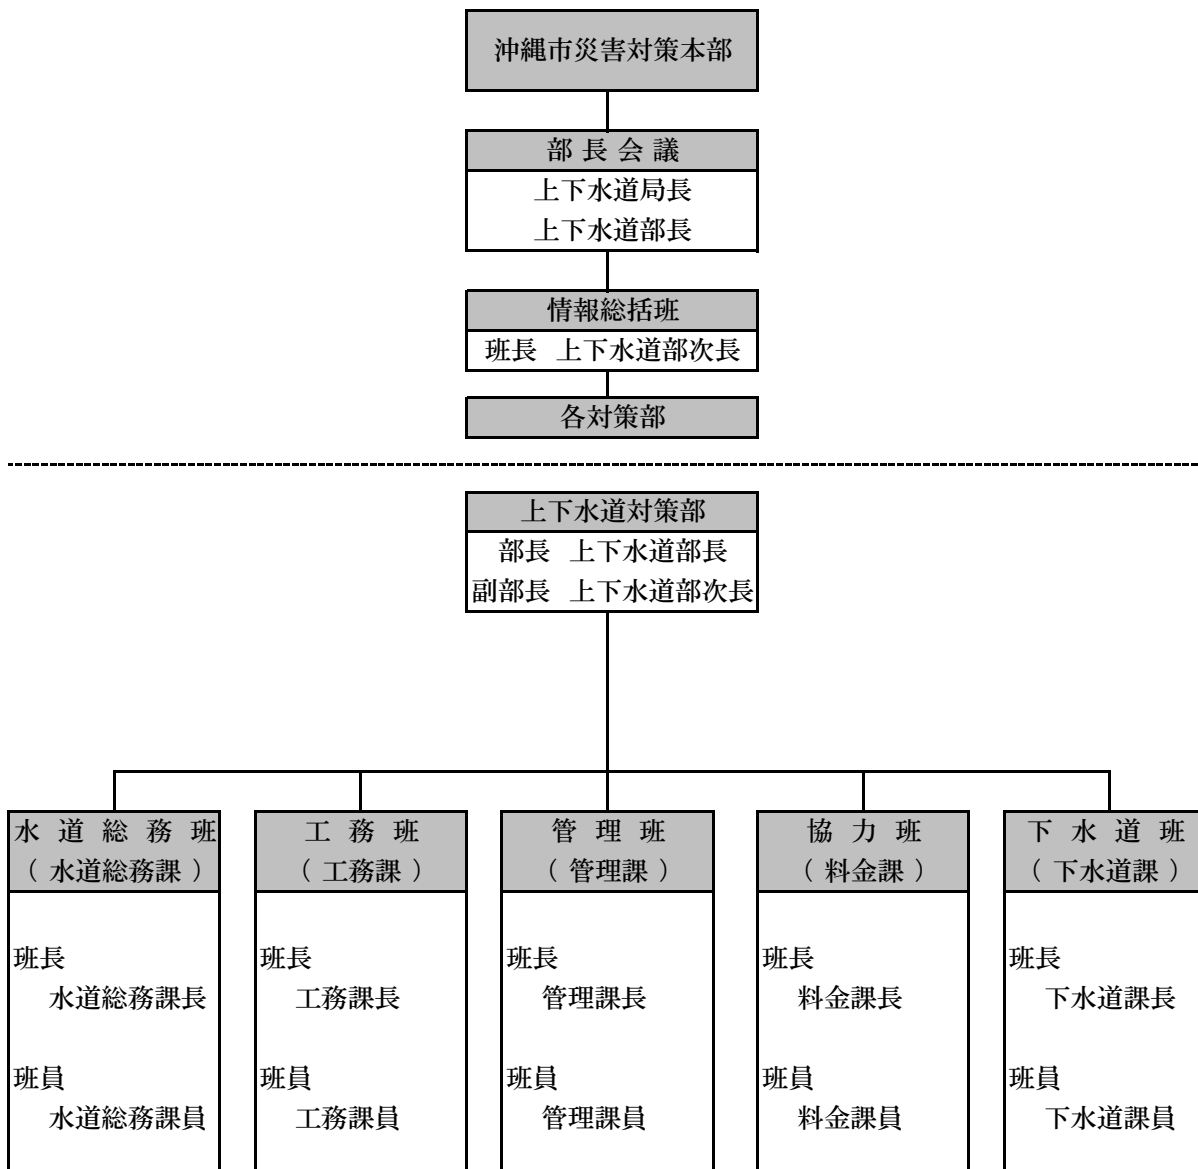 沖縄市災害対策本部
部長会議
上下水道局長
上下水道部長
情報総括班
班長 上下水道部次長
各対策部
上下水道対策部
部長 上下水道部長
副部長 上下水道部次長
水道総務班
（水道総務課）
班長
水道総務課長
班員
水道総務課員
工務班
（工務課）
班長
工務課長
班員
工務課員
管理班
（管理課）
班長
管理課長
班員
管理課員
協力班
（料金課）
班長
料金課長
班員
料金課員
下水道班
（下水道課）
班長
下水道課長
班員
下水道課員